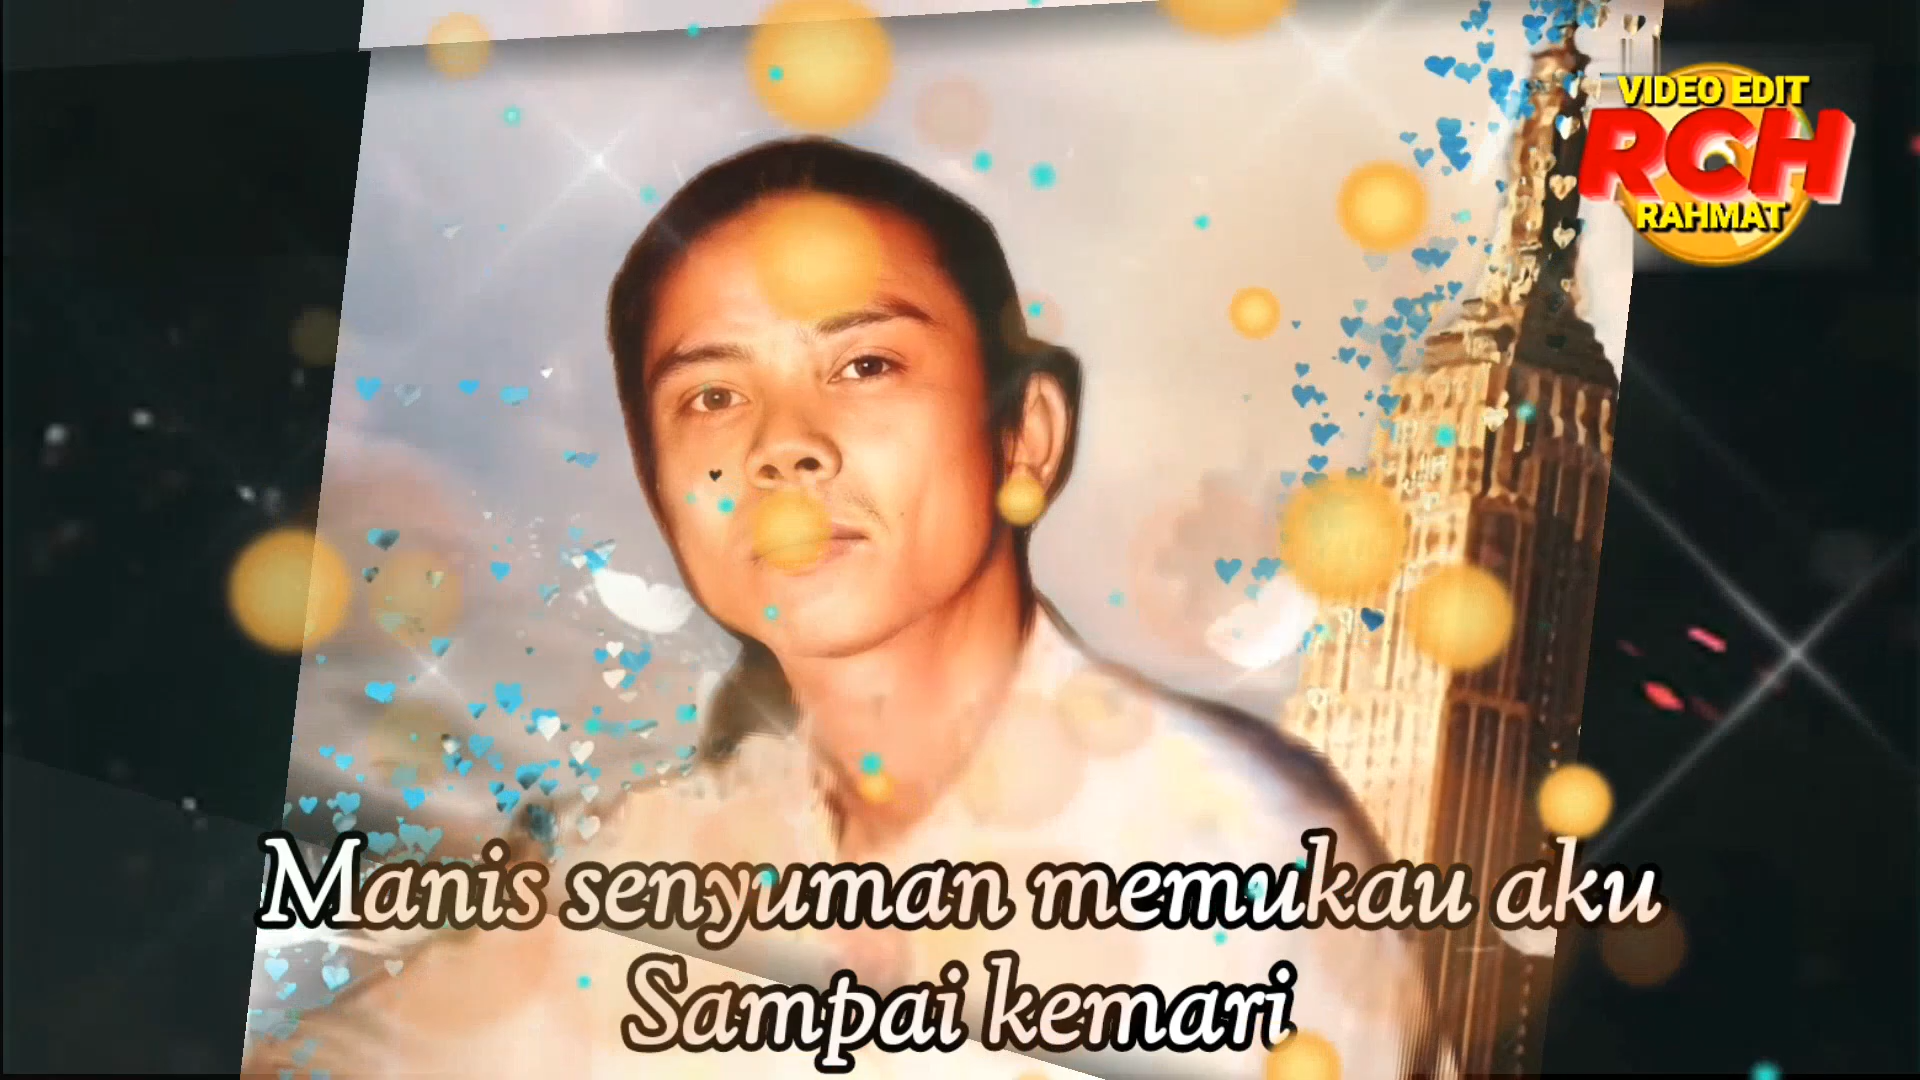 VIDEO EDIT
RCH
RAHMAT
Manis senyuman memukau aku
Sampai kemari